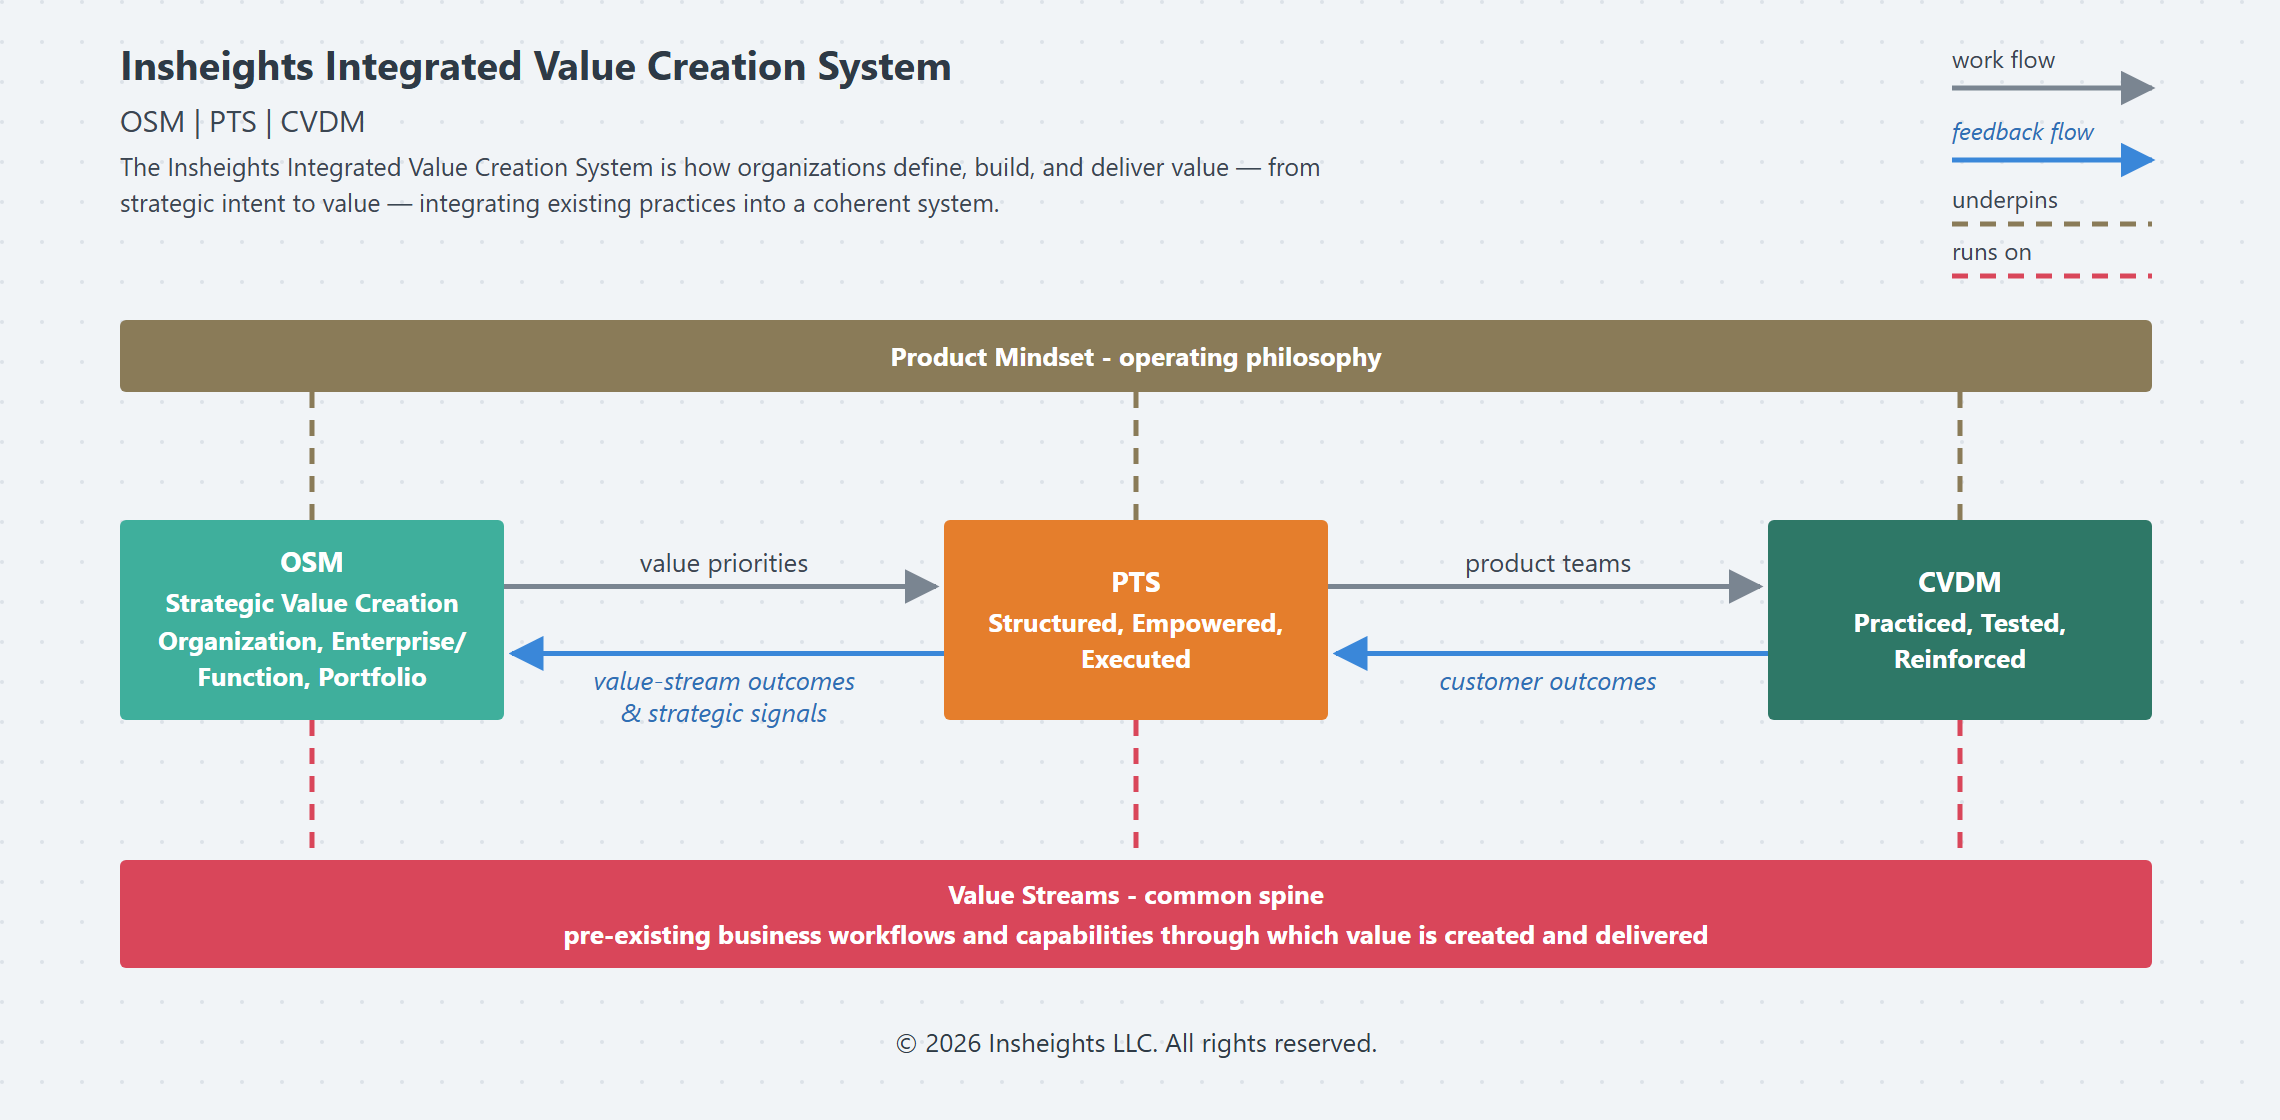 Insheights Integrated Value Creation System
OSM | PTS | CVDM
The Insheights Integrated Value Creation System is how organizations define, build, and deliver value — from
strategic intent to value — integrating existing practices into a coherent system.
work flow
feedback flow
underpins
runs on
Product Mindset - operating philosophy
OSM
Strategic Value Creation
Organization, Enterprise/
Function, Portfolio
value priorities
value-stream outcomes
& strategic signals
PTS
Structured, Empowered,
Executed
product teams
customer outcomes
CVDM
Practiced, Tested,
Reinforced
Value Streams - common spine
pre-existing business workflows and capabilities through which value is created and delivered
© 2026 Insheights LLC. All rights reserved.